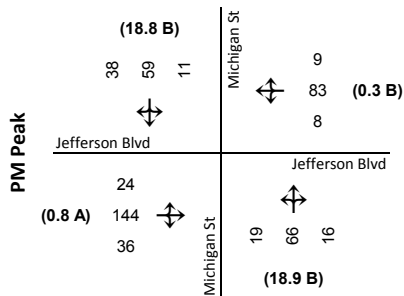 (18.8 B)
38 59 11
Michigan St
9
83 (0.3 B)
8
PM Peak
Jefferson Blvd
Jefferson Blvd
24
(0.8 A) 144
36
Michigan St
19 66 16
(18.9 B)